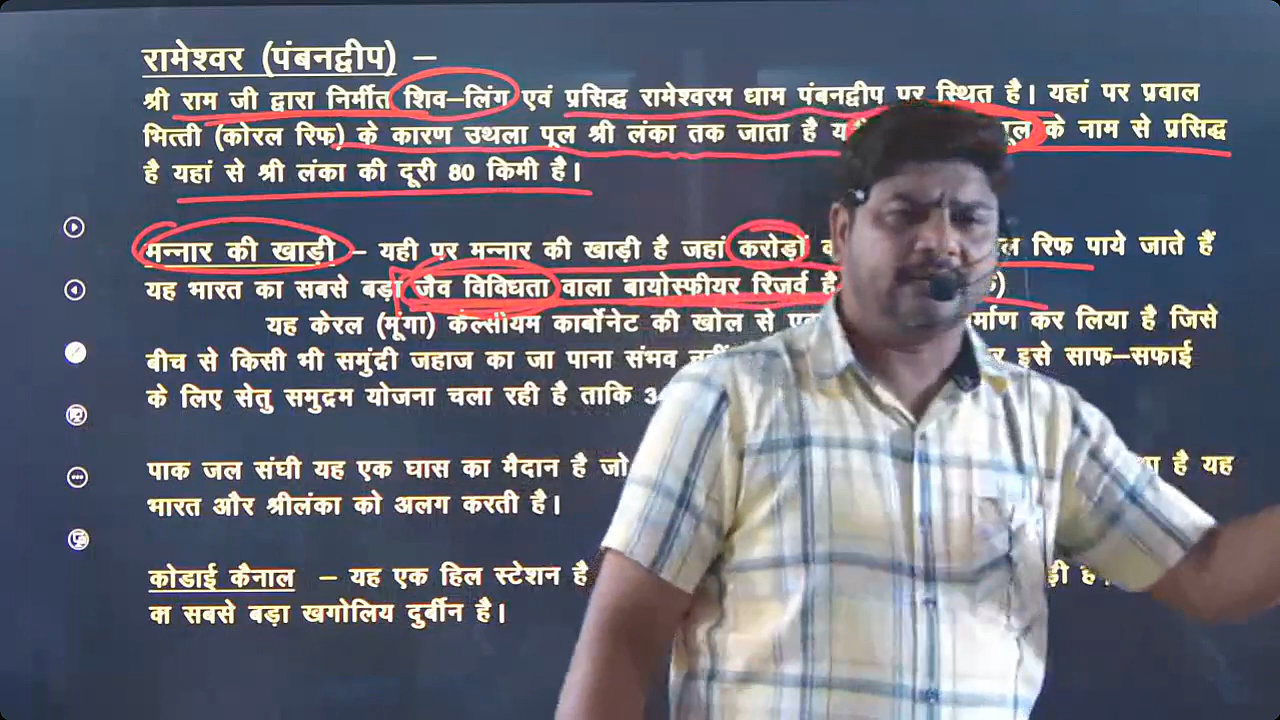 रामेश्वर (पंबनद्वीप) –
श्री राम जी द्वारा निर्मीत शिव–लिंग एवं प्रसिद्ध रामेश्वरम धाम पंबनद्वीप पर स्थित है। यहां पर प्रवाल
भित्ती (कोरल रिफ) के कारण उथला पूल श्री लंका तक जाता है के नाम से प्रसिद्ध
है यहां से श्री लंका की दूरी 80 किमी है।
मन्नार की खाड़ी – यही पर मन्नार की खाड़ी है जहां करोड़ों रिफ पाये जाते हैं
यह भारत का सबसे बड़ा जैव विविधता वाला बायोस्फीयर रिजर्व है
यह केरल (मूंगा) केल्सीयम कार्बोनेट की खोल से कर लिया है जिसे
बीच से किसी भी समुंद्री जहाज का जा पाना संभव इसे साफ–सफाई
के लिए सेतु समुद्रम योजना चला रही है ताकि
पाक जल संघी यह एक घास का मैदान है जो है यह
भारत और श्रीलंका को अलग करती है।
कोडाई कैनाल – यह एक हिल स्टेशन है
का सबसे बड़ा खगोलिय दुर्बीन है।